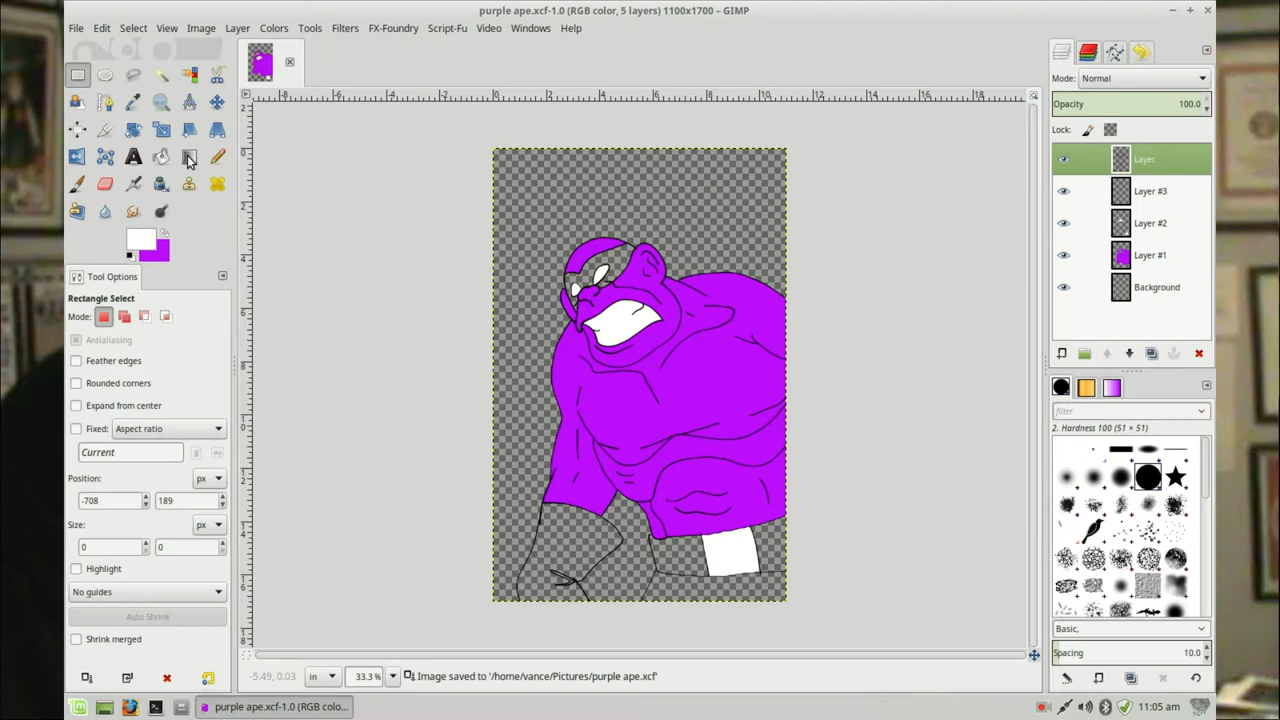 purple ape.xcf-1.0 (RGB color, 5 layers) 1100x1700 – GIMP
File Edit Select View Image Layer Colors Tools Filters FX-Foundry Script-Fu Video Windows Help
Mode: Normal
Opacity 100.0
Lock:
Layer
Layer #3
Layer #2
Layer #1
Background
Tool Options
Rectangle Select
Mode:
Antialiasing
Feather edges
Rounded corners
Expand from center
Fixed: Aspect ratio
Current
Position: px
-708 189
Size: px
0 0
Highlight
No guides
Auto Shrink
Shrink merged
filter
2. Hardness 100 (51 × 51)
Basic,
Spacing 10.0
-5.49, 0.03 in 33.3 % Image saved to '/home/vance/Pictures/purple ape.xcf'
purple ape.xcf-1.0 (RGB colo... 11:05 am